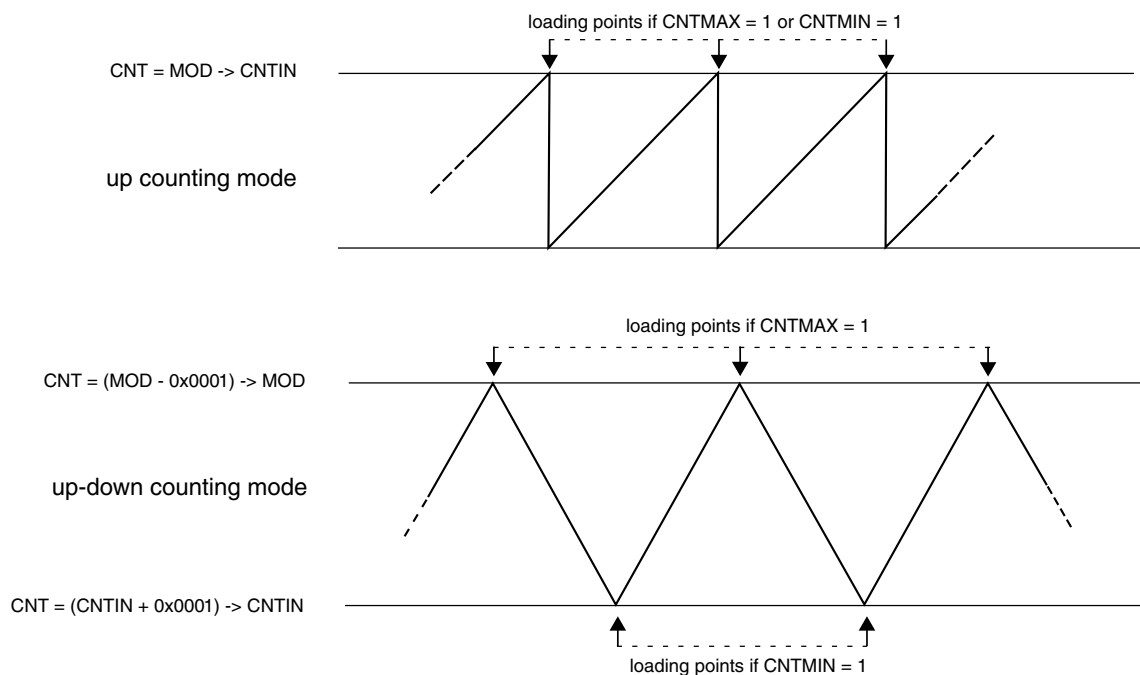 loading points if CNTMAX = 1 or CNTMIN = 1
CNT = MOD -> CNTIN
up counting mode
loading points if CNTMAX = 1
CNT = (MOD - 0x0001) -> MOD
up-down counting mode
CNT = (CNTIN + 0x0001) -> CNTIN
loading points if CNTMIN = 1